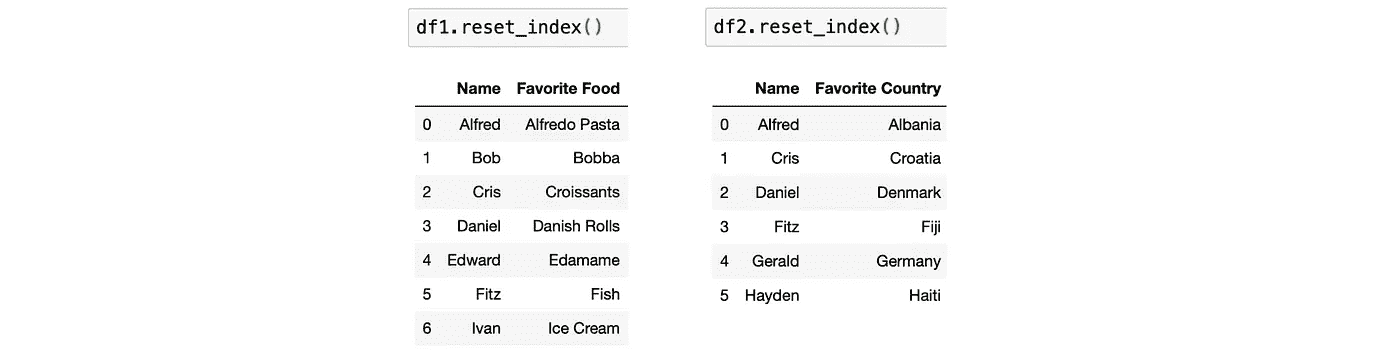 df1.reset_index()
Name Favorite Food
0 Alfred Alfredo Pasta
1 Bob Bobba
2 Cris Croissants
3 Daniel Danish Rolls
4 Edward Edamame
5 Fitz Fish
6 Ivan Ice Cream
df2.reset_index()
Name Favorite Country
0 Alfred Albania
1 Cris Croatia
2 Daniel Denmark
3 Fitz Fiji
4 Gerald Germany
5 Hayden Haiti